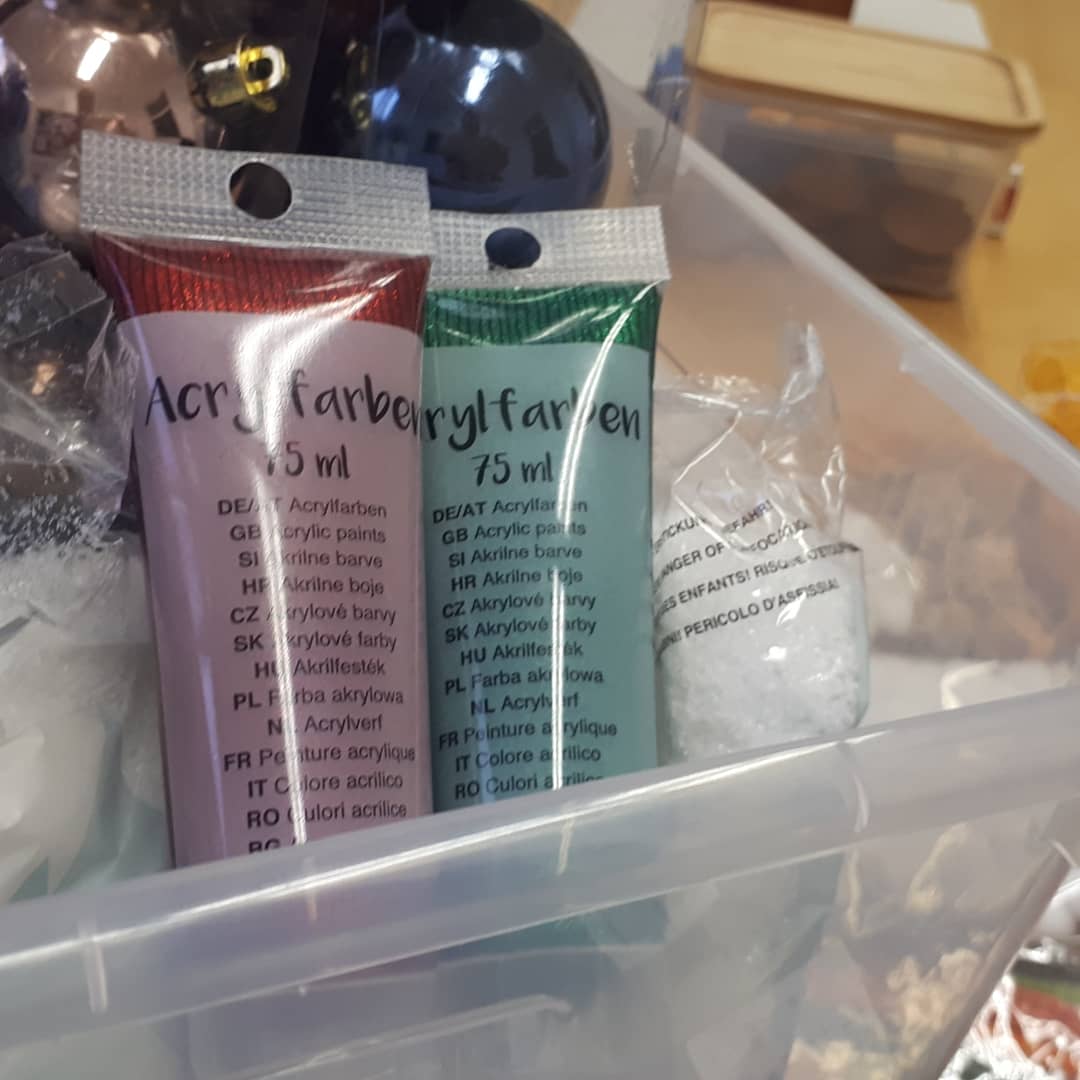 Acrylfarben
75 ml
DE/AT Acrylfarben
GB Acrylic paints
SI Akrilne barve
HR Akrilne boje
CZ Akrylové barvy
SK Akrylové farby
HU Akrilfesték
PL Farba akrylowa
NL Acrylverf
FR Peinture acrylique
IT Colore acrilico
RO Culori acrilice
BG
rylfarben
75 ml
DE/AT Acrylfarben
GB Acrylic paints
SI Akrilne barve
HR Akrilne boje
CZ Akrylové barvy
SK Akrylové farby
HU Akrilfesték
PL Farba akrylowa
NL Acrylverf
FR Peinture acrylique
IT Colore acrilico
RO Culori acrilice
ANGER OF
ENFANTS! RISQUE
PERICOLO D'ASFISSIA!